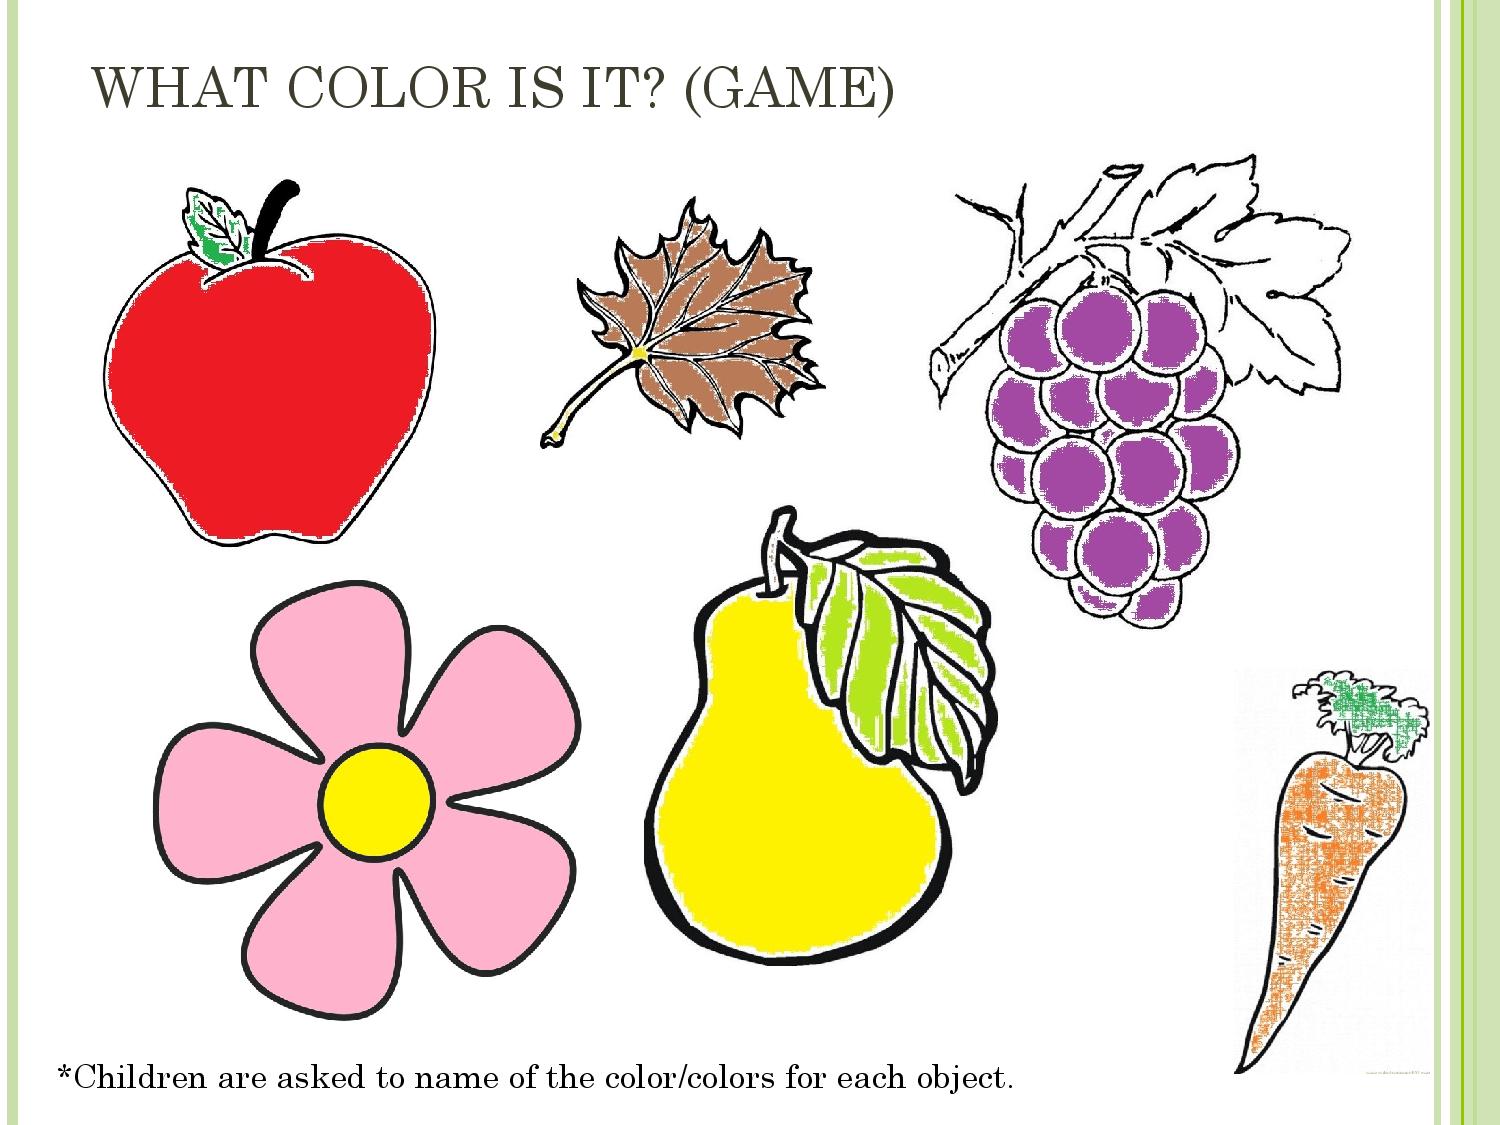 WHAT COLOR IS IT? (GAME)
*Children are asked to name of the color/colors for each object.